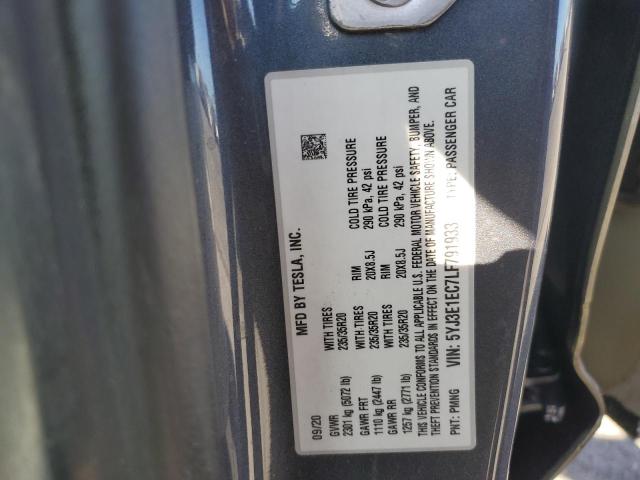 MFD BY TESLA, INC.
09/20
GVWR WITH TIRES RIM COLD TIRE PRESSURE
2301 kg (5072 lb) 235/35R20 20X8.5J 290 kPa, 42 psi
GAWR FRT WITH TIRES RIM COLD TIRE PRESSURE
1110 kg (2447 lb) 235/35R20 20X8.5J 290 kPa, 42 psi
GAWR RR WITH TIRES
1257 kg (2771 lb) 235/35R20
THIS VEHICLE CONFORMS TO ALL APPLICABLE U.S. FEDERAL MOTOR VEHICLE SAFETY, BUMPER, AND
THEFT PREVENTION STANDARDS IN EFFECT ON THE DATE OF MANUFACTURE SHOWN ABOVE.
PNT: PMNG VIN: 5YJ3E1EC7LF791933 TYPE: PASSENGER CAR